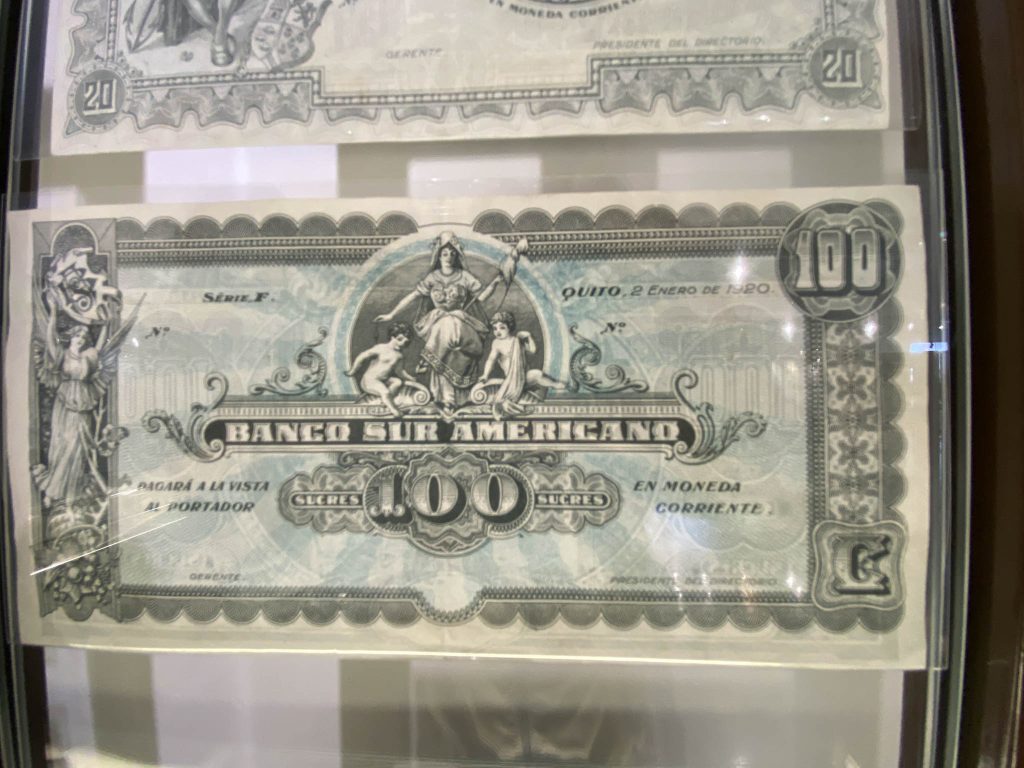 EN MONEDA CORRIENTE
GERENTE
PRESIDENTE DEL DIRECTORIO.
20
20
100
SÉRIE F.
QUITO, 2 ENERO DE 1920.
Nº
Nº
BANCO SUR AMERICANO
PAGARÁ A LA VISTA
AL PORTADOR
SUCRES 100 SUCRES
EN MONEDA
CORRIENTE.
GERENTE.
PRESIDENTE DEL DIRECTORIO
C